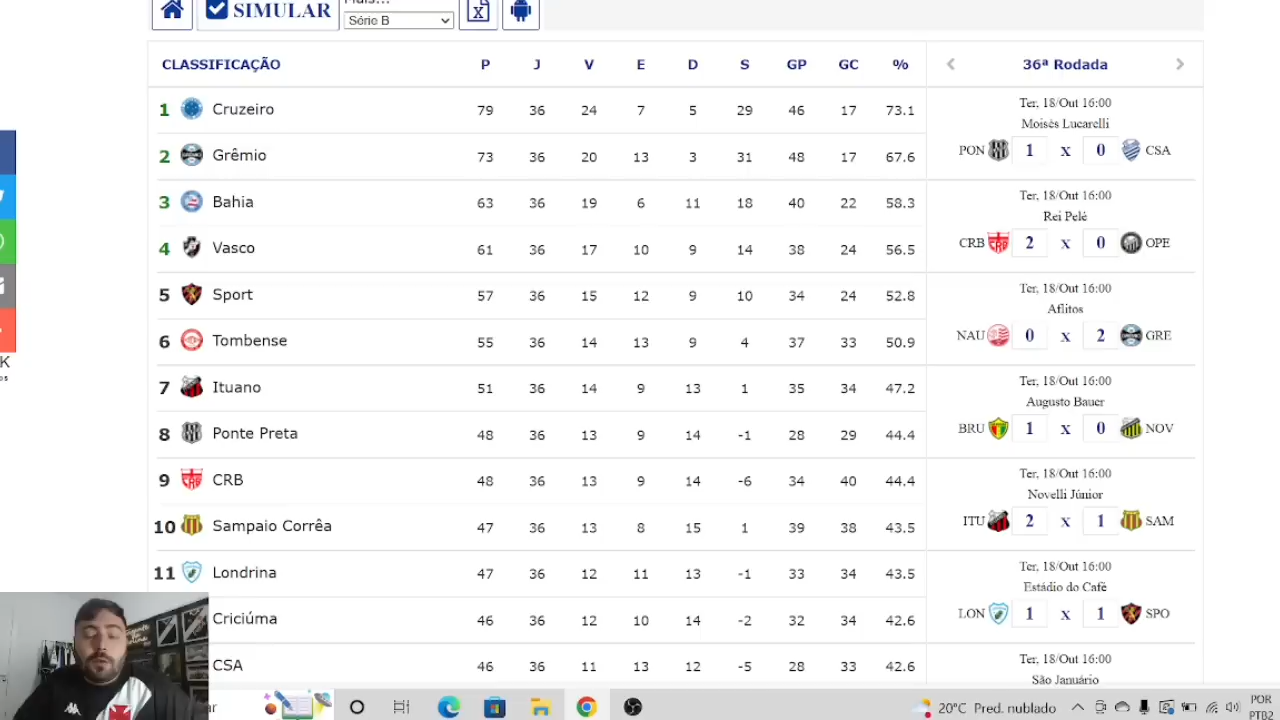 SIMULAR
Série B
CLASSIFICAÇÃO P J V E D S GP GC %
1 Cruzeiro 79 36 24 7 5 29 46 17 73.1
2 Grêmio 73 36 20 13 3 31 48 17 67.6
3 Bahia 63 36 19 6 11 18 40 22 58.3
4 Vasco 61 36 17 10 9 14 38 24 56.5
5 Sport 57 36 15 12 9 10 34 24 52.8
6 Tombense 55 36 14 13 9 4 37 33 50.9
7 Ituano 51 36 14 9 13 1 35 34 47.2
8 Ponte Preta 48 36 13 9 14 -1 28 29 44.4
9 CRB 48 36 13 9 14 -6 34 40 44.4
10 Sampaio Corrêa 47 36 13 8 15 1 39 38 43.5
11 Londrina 47 36 12 11 13 -1 33 34 43.5
Criciúma 46 36 12 10 14 -2 32 34 42.6
CSA 46 36 11 13 12 -5 28 33 42.6
36ª Rodada
Ter, 18/Out 16:00
Moisés Lucarelli
PON 1 x 0 CSA
Ter, 18/Out 16:00
Rei Pelé
CRB 2 x 0 OPE
Ter, 18/Out 16:00
Aflitos
NAU 0 x 2 GRE
Ter, 18/Out 16:00
Augusto Bauer
BRU 1 x 0 NOV
Ter, 18/Out 16:00
Novelli Júnior
ITU 2 x 1 SAM
Ter, 18/Out 16:00
Estádio do Café
LON 1 x 1 SPO
Ter, 18/Out 16:00
São Januário
K
ar
20°C Pred. nublado
POR
PTB2